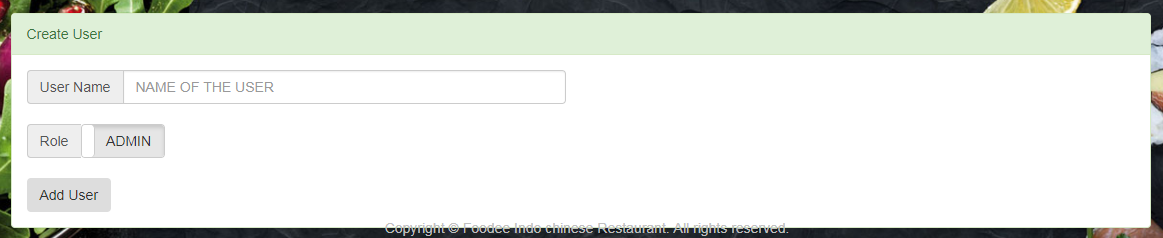 Create User
User Name NAME OF THE USER
Role ADMIN
Add User
Copyright © Foodee Indo chinese Restaurant. All rights reserved.